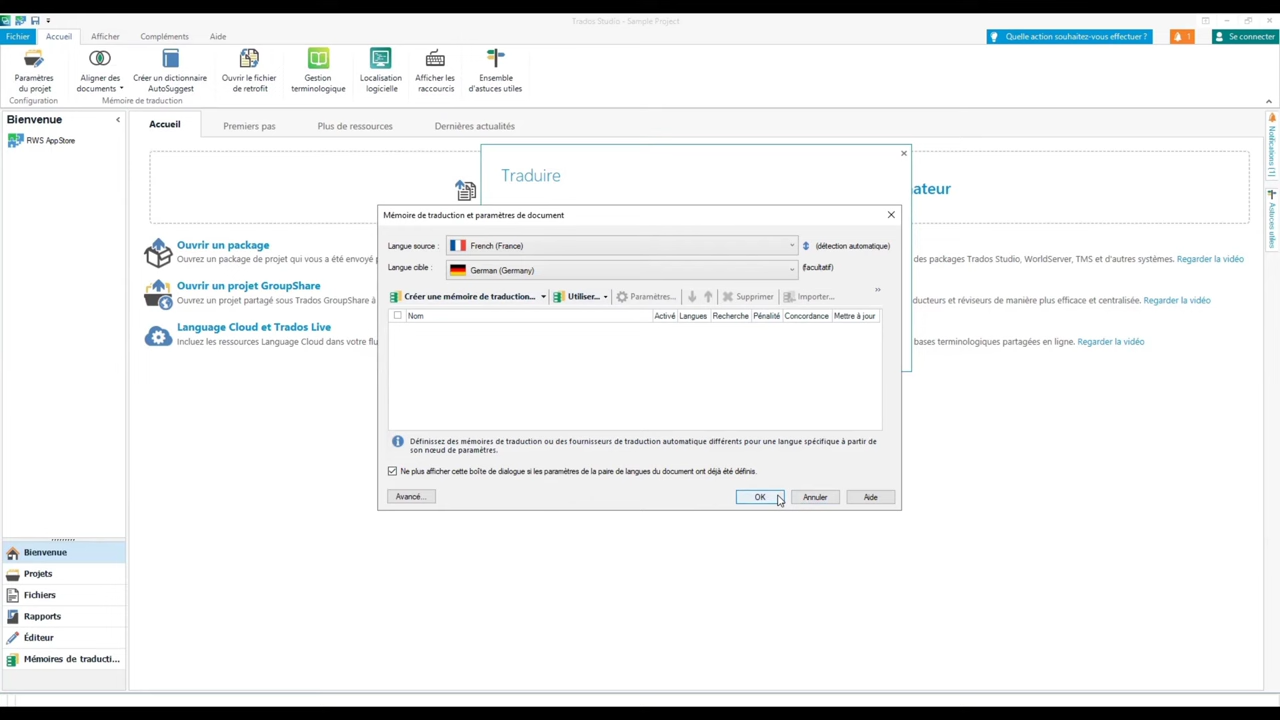 Trados Studio - Sample Project
Fichier Accueil Afficher Compléments Aide
Quelle action souhaitez-vous effectuer ?
1
Se connecter
Paramètres
du projet
Aligner des
documents
Créer un dictionnaire
AutoSuggest
Ouvrir le fichier
de retrofit
Gestion
terminologique
Localisation
logicielle
Afficher les
raccourcis
Ensemble
d'astuces utiles
Configuration
Mémoire de traduction
Bienvenue
RWS AppStore
Accueil Premiers pas Plus de ressources Dernières actualités
Notifications (1)
Astuces utiles
Traduire
ateur
Mémoire de traduction et paramètres de document
Langue source : French (France) (détection automatique)
Langue cible : German (Germany) (facultatif)
Créer une mémoire de traduction... Utiliser... Paramètres... Supprimer Importer...
Nom Activé Langues Recherche Pénalité Concordance Mettre à jour
Définissez des mémoires de traduction ou des fournisseurs de traduction automatique différents pour une langue spécifique à partir de
son nœud de paramètres.
Ne plus afficher cette boîte de dialogue si les paramètres de la paire de langues du document ont déjà été définis.
Avancé... OK Annuler Aide
Ouvrir un package
Ouvrez un package de projet qui vous a été envoyé p
des packages Trados Studio, WorldServer, TMS et d'autres systèmes. Regarder la vidéo
Ouvrir un projet GroupShare
Ouvrez un projet partagé sous Trados GroupShare à
ducteurs et réviseurs de manière plus efficace et centralisée. Regarder la vidéo
Language Cloud et Trados Live
Incluez les ressources Language Cloud dans votre flu
bases terminologiques partagées en ligne. Regarder la vidéo
Bienvenue
Projets
Fichiers
Rapports
Éditeur
Mémoires de traducti...